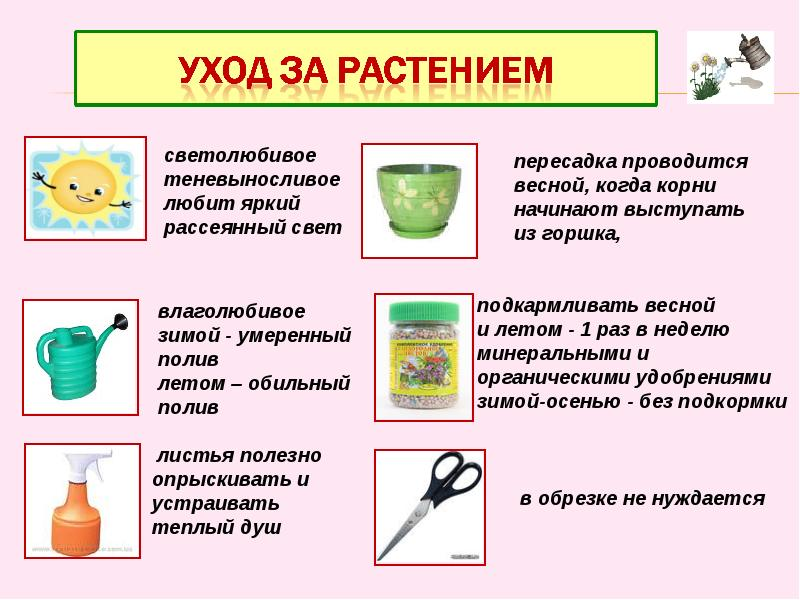 УХОД ЗА РАСТЕНИЕМ
светолюбивое
теневыносливое
любит яркий
рассеянный свет
пересадка проводится
весной, когда корни
начинают выступать
из горшка,
влаголюбивое
зимой - умеренный
полив
летом – обильный
полив
подкармливать весной
и летом - 1 раз в неделю
минеральными и
органическими удобрениями
зимой-осенью - без подкормки
листья полезно
опрыскивать и
устраивать
теплый душ
в обрезке не нуждается